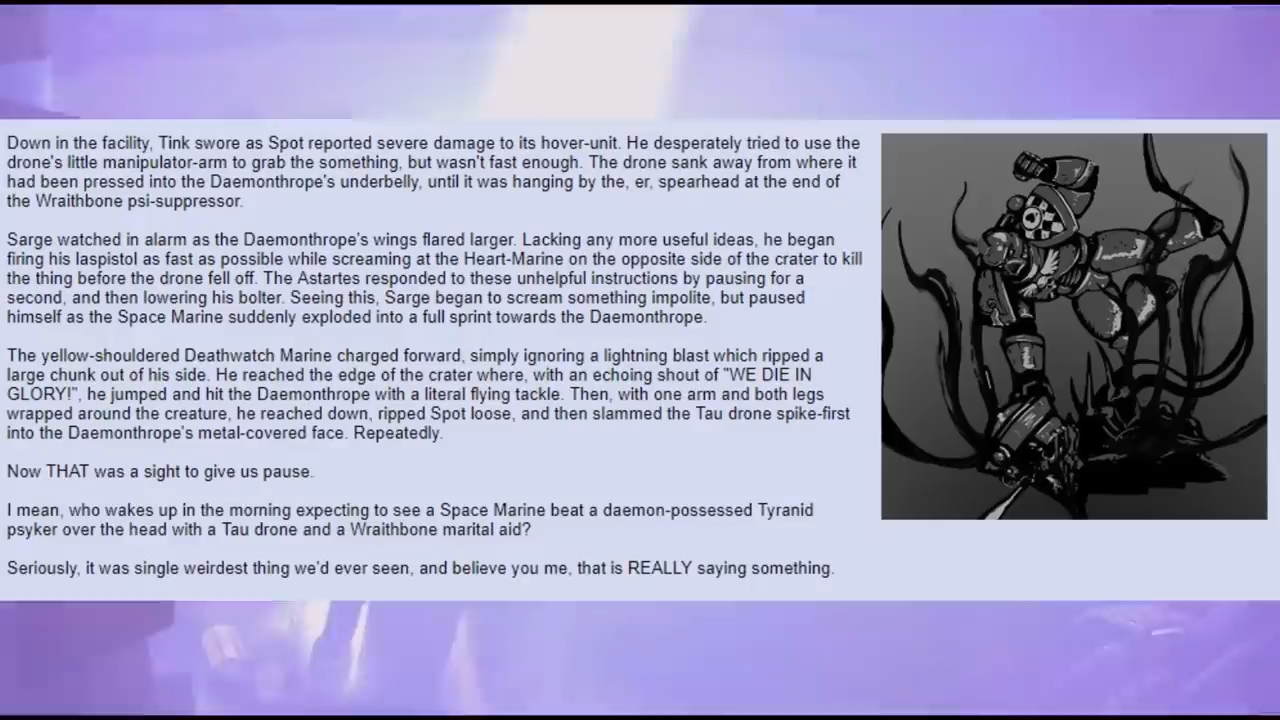 Down in the facility, Tink swore as Spot reported severe damage to its hover-unit. He desperately tried to use the
drone's little manipulator-arm to grab the something, but wasn't fast enough. The drone sank away from where it
had been pressed into the Daemonthrope's underbelly, until it was hanging by the, er, spearhead at the end of
the Wraithbone psi-suppressor.
Sarge watched in alarm as the Daemonthrope's wings flared larger. Lacking any more useful ideas, he began
firing his laspistol as fast as possible while screaming at the Heart-Marine on the opposite side of the crater to kill
the thing before the drone fell off. The Astartes responded to these unhelpful instructions by pausing for a
second, and then lowering his bolter. Seeing this, Sarge began to scream something impolite, but paused
himself as the Space Marine suddenly exploded into a full sprint towards the Daemonthrope.
The yellow-shouldered Deathwatch Marine charged forward, simply ignoring a lightning blast which ripped a
large chunk out of his side. He reached the edge of the crater where, with an echoing shout of "WE DIE IN
GLORY!", he jumped and hit the Daemonthrope with a literal flying tackle. Then, with one arm and both legs
wrapped around the creature, he reached down, ripped Spot loose, and then slammed the Tau drone spike-first
into the Daemonthrope's metal-covered face. Repeatedly.
Now THAT was a sight to give us pause.
I mean, who wakes up in the morning expecting to see a Space Marine beat a daemon-possessed Tyranid
psyker over the head with a Tau drone and a Wraithbone marital aid?
Seriously, it was single weirdest thing we'd ever seen, and believe you me, that is REALLY saying something.